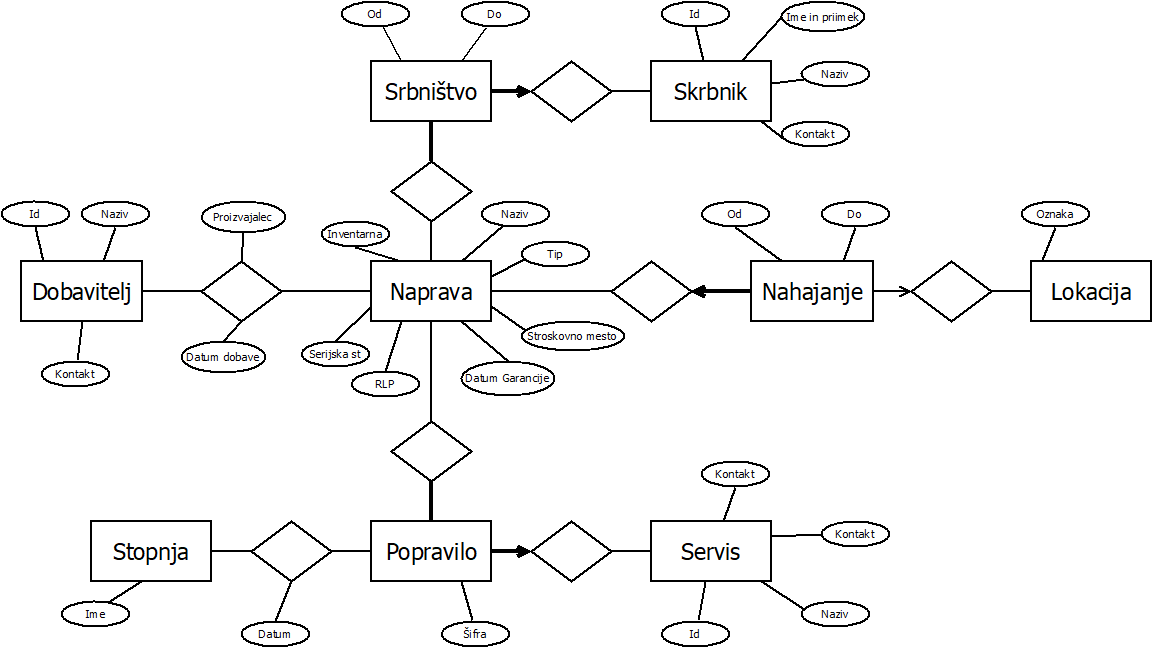 Od
Do
Id
Ime in priimek
Srbništvo
Skrbnik
Naziv
Kontakt
Id
Naziv
Proizvajalec
Inventarna
Naziv
Tip
Od
Do
Oznaka
Dobavitelj
Naprava
Nahajanje
Lokacija
Kontakt
Datum dobave
Serijska st
RLP
Datum Garancije
Stroskovno mesto
Kontakt
Kontakt
Stopnja
Popravilo
Servis
Ime
Datum
Šifra
Id
Naziv